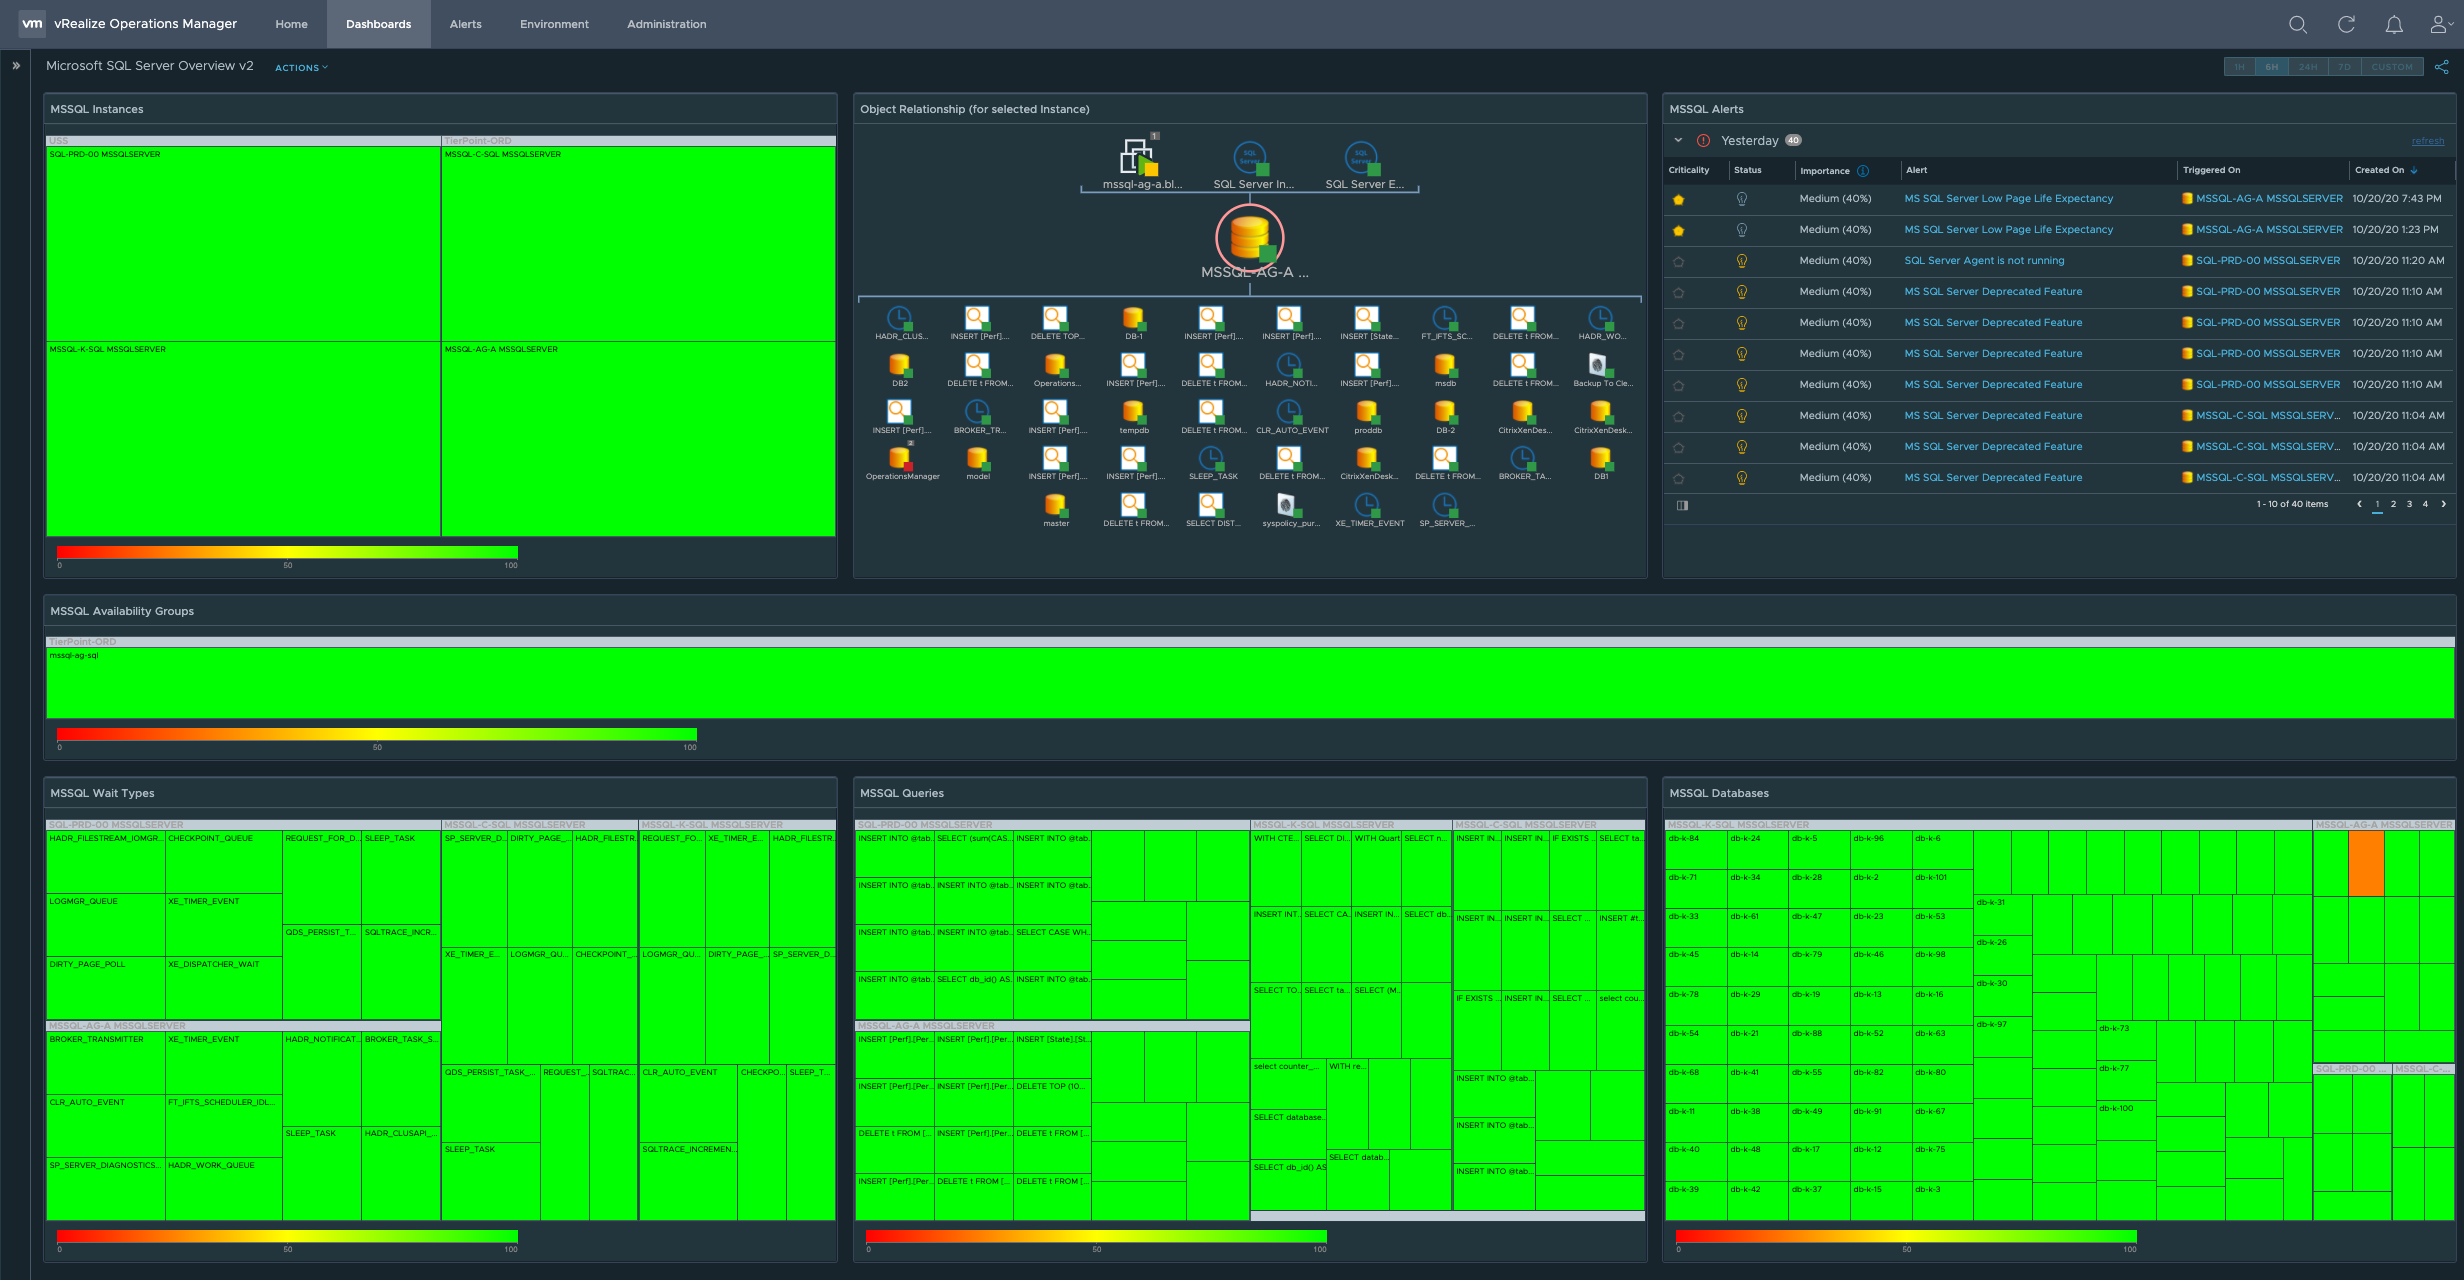 vm vRealize Operations Manager Home Dashboards Alerts Environment Administration
Microsoft SQL Server Overview v2 ACTIONS 1H 6H 24H 7D CUSTOM
MSSQL Instances
USS TierPoint-ORD
SQL-PRD-00 MSSQLSERVER MSSQL-C-SQL MSSQLSERVER
MSSQL-K-SQL MSSQLSERVER MSSQL-AG-A MSSQLSERVER
0 50 100
Object Relationship (for selected Instance)
1
mssql-ag-a.bl... SQL Server In... SQL Server E...
MSSQL-AG-A ...
HADR_CLUS... INSERT [Perf].... DELETE TOP... DB-1 INSERT [Perf].... INSERT [Perf].... INSERT [State... FT_IFTS_SC... DELETE t FROM... HADR_WO...
DB2 DELETE t FROM... Operations... INSERT [Perf].... DELETE t FROM... HADR_NOTI... INSERT [Perf].... msdb DELETE t FROM... Backup To Cle...
INSERT [Perf].... BROKER_TR... INSERT [Perf].... tempdb DELETE t FROM... CLR_AUTO_EVENT proddb DB-2 CitrixXenDes... CitrixXenDesk...
2
OperationsManager model INSERT [Perf].... INSERT [Perf].... SLEEP_TASK DELETE t FROM... CitrixXenDesk... DELETE t FROM... BROKER_TA... DB1
master DELETE t FROM... SELECT DIST... syspolicy_pur... XE_TIMER_EVENT SP_SERVER_...
MSSQL Alerts
Yesterday 40 refresh
Criticality Status Importance Alert Triggered On Created On
Medium (40%) MS SQL Server Low Page Life Expectancy MSSQL-AG-A MSSQLSERVER 10/20/20 7:43 PM
Medium (40%) MS SQL Server Low Page Life Expectancy MSSQL-AG-A MSSQLSERVER 10/20/20 1:23 PM
Medium (40%) SQL Server Agent is not running SQL-PRD-00 MSSQLSERVER 10/20/20 11:20 AM
Medium (40%) MS SQL Server Deprecated Feature SQL-PRD-00 MSSQLSERVER 10/20/20 11:10 AM
Medium (40%) MS SQL Server Deprecated Feature SQL-PRD-00 MSSQLSERVER 10/20/20 11:10 AM
Medium (40%) MS SQL Server Deprecated Feature SQL-PRD-00 MSSQLSERVER 10/20/20 11:10 AM
Medium (40%) MS SQL Server Deprecated Feature SQL-PRD-00 MSSQLSERVER 10/20/20 11:10 AM
Medium (40%) MS SQL Server Deprecated Feature MSSQL-C-SQL MSSQLSERV... 10/20/20 11:04 AM
Medium (40%) MS SQL Server Deprecated Feature MSSQL-C-SQL MSSQLSERV... 10/20/20 11:04 AM
Medium (40%) MS SQL Server Deprecated Feature MSSQL-C-SQL MSSQLSERV... 10/20/20 11:04 AM
1 - 10 of 40 items 1 2 3 4
MSSQL Availability Groups
TierPoint-ORD
mssql-ag-sql
0 50 100
MSSQL Wait Types
SQL-PRD-00 MSSQLSERVER MSSQL-C-SQL MSSQLSERVER MSSQL-K-SQL MSSQLSERVER
HADR_FILESTREAM_IOMGR... CHECKPOINT_QUEUE REQUEST_FOR_D... SLEEP_TASK SP_SERVER_D... DIRTY_PAGE_... HADR_FILESTR... REQUEST_FO... XE_TIMER_E... HADR_FILESTR...
LOGMGR_QUEUE XE_TIMER_EVENT
QDS_PERSIST_T... SQLTRACE_INCR...
XE_TIMER_E... LOGMGR_QU... CHECKPOINT_... LOGMGR_QU... DIRTY_PAGE_... SP_SERVER_D...
DIRTY_PAGE_POLL XE_DISPATCHER_WAIT
MSSQL-AG-A MSSQLSERVER
BROKER_TRANSMITTER XE_TIMER_EVENT HADR_NOTIFICAT... BROKER_TASK_S...
QDS_PERSIST_TASK_... REQUEST_... SQLTRAC... CLR_AUTO_EVENT CHECKPO... SLEEP_T...
CLR_AUTO_EVENT FT_IFTS_SCHEDULER_IDL...
SLEEP_TASK HADR_CLUSAPI_...
SLEEP_TASK SQLTRACE_INCREMEN...
SP_SERVER_DIAGNOSTICS... HADR_WORK_QUEUE
0 50 100
MSSQL Queries
SQL-PRD-00 MSSQLSERVER MSSQL-K-SQL MSSQLSERVER MSSQL-C-SQL MSSQLSERVER
INSERT INTO @tab... SELECT (sum(CAS... INSERT INTO @tab... WITH CTE... SELECT DI... WITH Quart... SELECT n... INSERT IN... INSERT IN... IF EXISTS ... SELECT ta...
INSERT INTO @tab... INSERT INTO @tab... INSERT INTO @tab...
INSERT INT... SELECT CA... INSERT IN... SELECT db... INSERT IN... INSERT IN... SELECT ... INSERT #t...
INSERT INTO @tab... INSERT INTO @tab... SELECT CASE WH...
INSERT INTO @tab... SELECT db_id() AS... INSERT INTO @tab...
SELECT TO... SELECT ta... SELECT (M... IF EXISTS ... INSERT IN... SELECT ... select cou...
MSSQL-AG-A MSSQLSERVER
INSERT [Perf].[Per... INSERT [Perf].[Per... INSERT [State].[St...
select counter_... WITH re... INSERT INTO @tab...
INSERT [Perf].[Per... INSERT [Perf].[Per... DELETE TOP (10...
SELECT database... INSERT INTO @tab...
DELETE t FROM [... INSERT [Perf].[Per... DELETE t FROM [...
SELECT db_id() AS... SELECT datab... INSERT INTO @tab...
INSERT [Perf].[Per... DELETE t FROM [... DELETE t FROM [...
0 50 100
MSSQL Databases
MSSQL-K-SQL MSSQLSERVER MSSQL-AG-A MSSQLSERVER
db-k-84 db-k-24 db-k-5 db-k-96 db-k-6
db-k-71 db-k-34 db-k-28 db-k-2 db-k-101
db-k-31
db-k-33 db-k-61 db-k-47 db-k-23 db-k-53
db-k-26
db-k-45 db-k-14 db-k-79 db-k-46 db-k-98
db-k-30
db-k-78 db-k-29 db-k-19 db-k-13 db-k-16
db-k-97 db-k-73
db-k-54 db-k-21 db-k-88 db-k-52 db-k-63
db-k-77 SQL-PRD-00 ... MSSQL-C-...
db-k-68 db-k-41 db-k-55 db-k-82 db-k-80
db-k-11 db-k-38 db-k-49 db-k-91 db-k-67 db-k-100
db-k-40 db-k-48 db-k-17 db-k-12 db-k-75
db-k-39 db-k-42 db-k-37 db-k-15 db-k-3
0 50 100